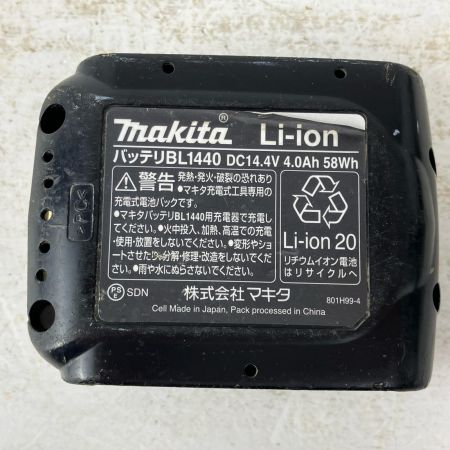 makita® Li-ion
バッテリBL1440 DC14.4V 4.0Ah 58Wh
⚠警告 発熱・発火・破裂の恐れあり
●マキタ充電式工具専用の
充電式電池パックです。
●マキタバッテリBL1440用充電器で充電し
てください。●火中投入、加熱、高温での充電
・使用・放置をしないでください。●変形やショ
ートさせたり、分解・修理・改造をしないでくだ
さい。●雨や水にぬらさないでください。
Li-ion 20
リチウムイオン電池
はリサイクルへ
PS
E SDN 株式会社マキタ 801H99-4
Cell Made in Japan, Pack processed in China
>PC<